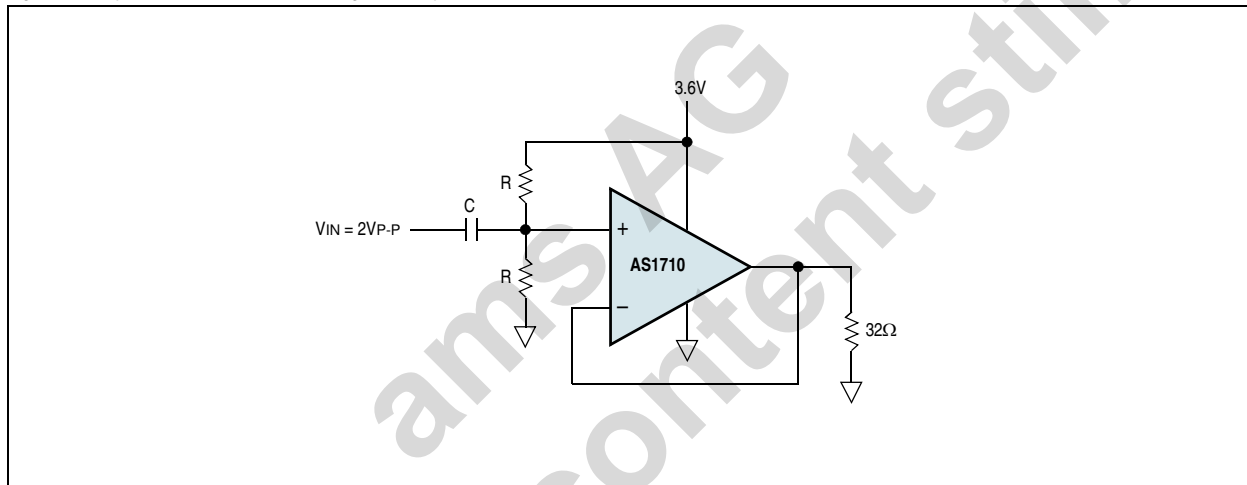 3.6V
R
C
VIN = 2VP-P
+
AS1710
R
–
32Ω
ams AG
content still